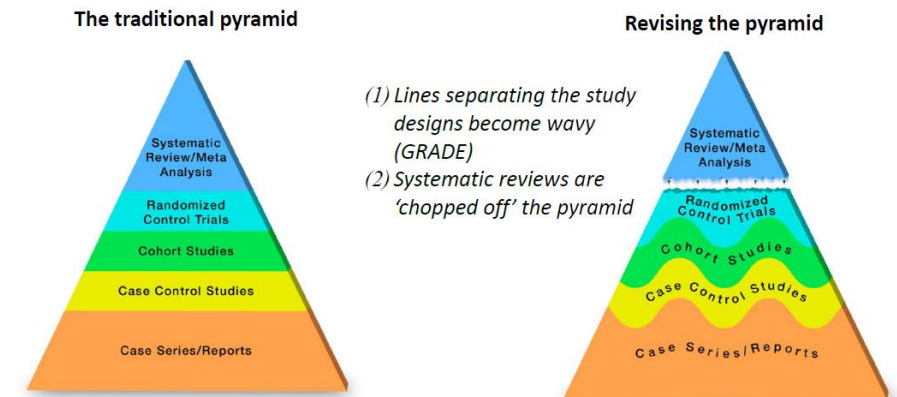 The traditional pyramid
Systematic
Review/Meta
Analysis
Randomized
Control Trials
Cohort Studies
Case Control Studies
Case Series/Reports
(1) Lines separating the study
designs become wavy
(GRADE)
(2) Systematic reviews are
‘chopped off’ the pyramid
Revising the pyramid
Systematic
Review/Meta
Analysis
Randomized
Control Trials
Cohort Studies
Case Control Studies
Case Series/Reports